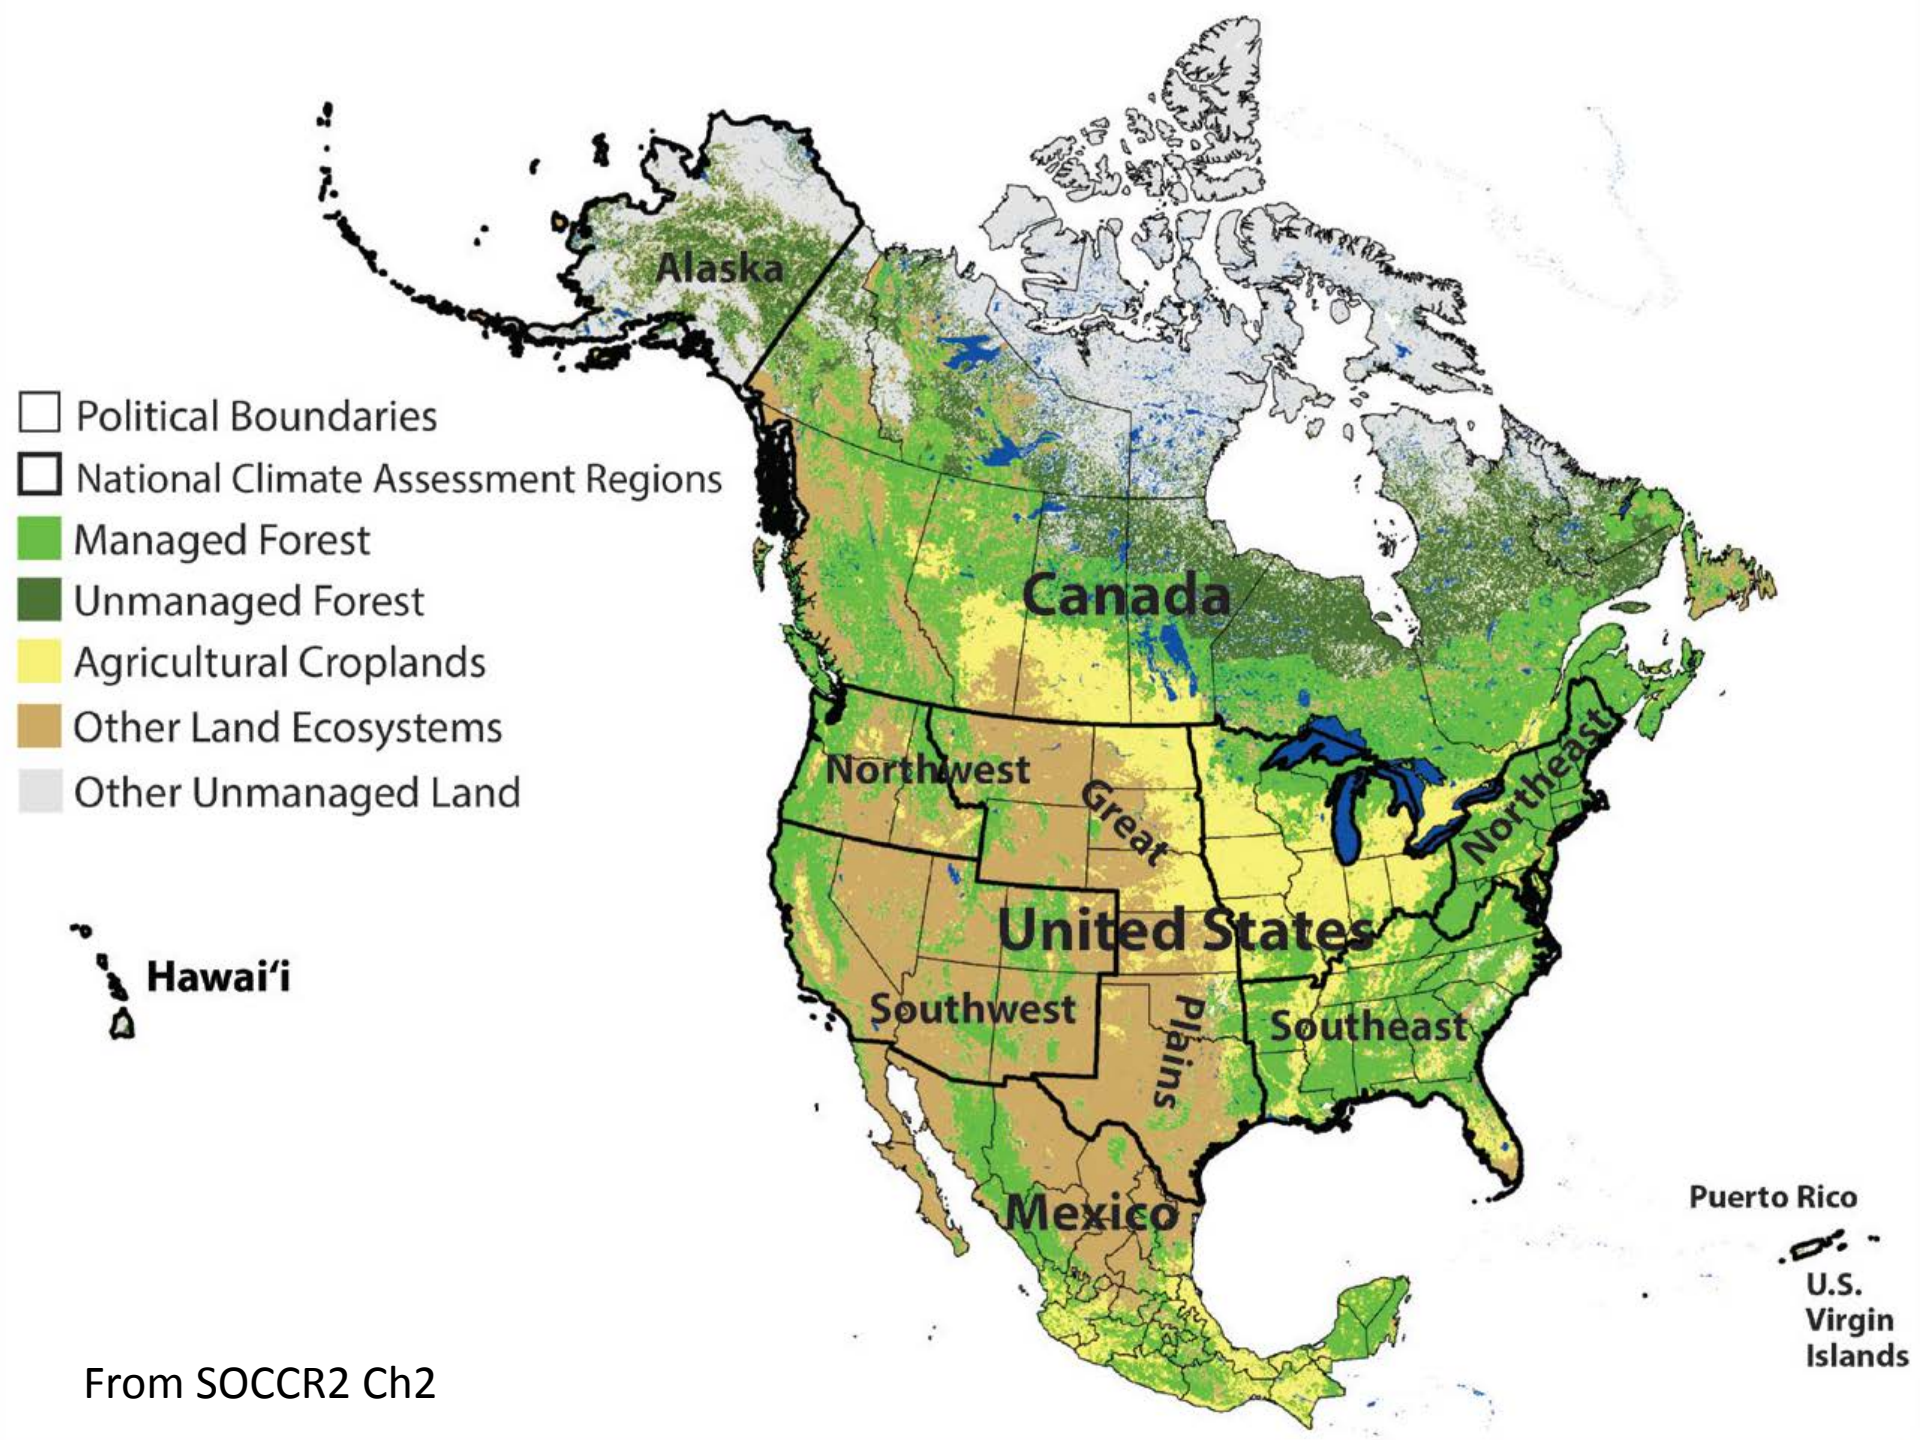 Alaska
Political Boundaries
National Climate Assessment Regions
Managed Forest
Unmanaged Forest
Agricultural Croplands
Other Land Ecosystems
Other Unmanaged Land
Canada
Northwest
Great
Northeast
United States
Hawai‘i
Southwest
Plains
Southeast
Mexico
Puerto Rico
U.S.
Virgin
Islands
From SOCCR2 Ch2